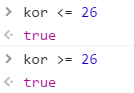 > kor <= 26
< true
> kor >= 26
< true